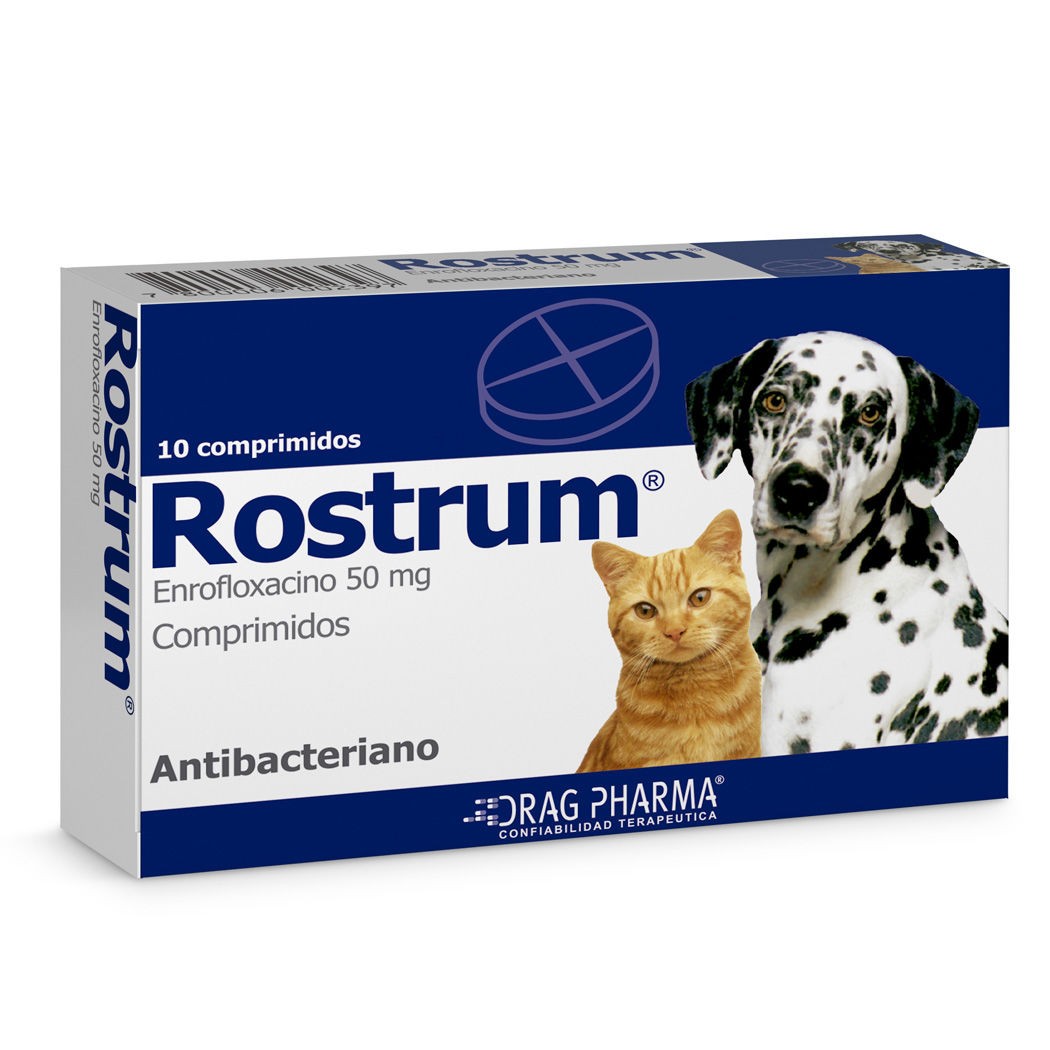 Rostrum®
Enrofloxacino 50 mg
Antibacteriano
Rostrum®
Enrofloxacino 50 mg
10 comprimidos
Rostrum®
Enrofloxacino 50 mg
Comprimidos
Antibacteriano
DRAG PHARMA®
CONFIABILIDAD TERAPEUTICA